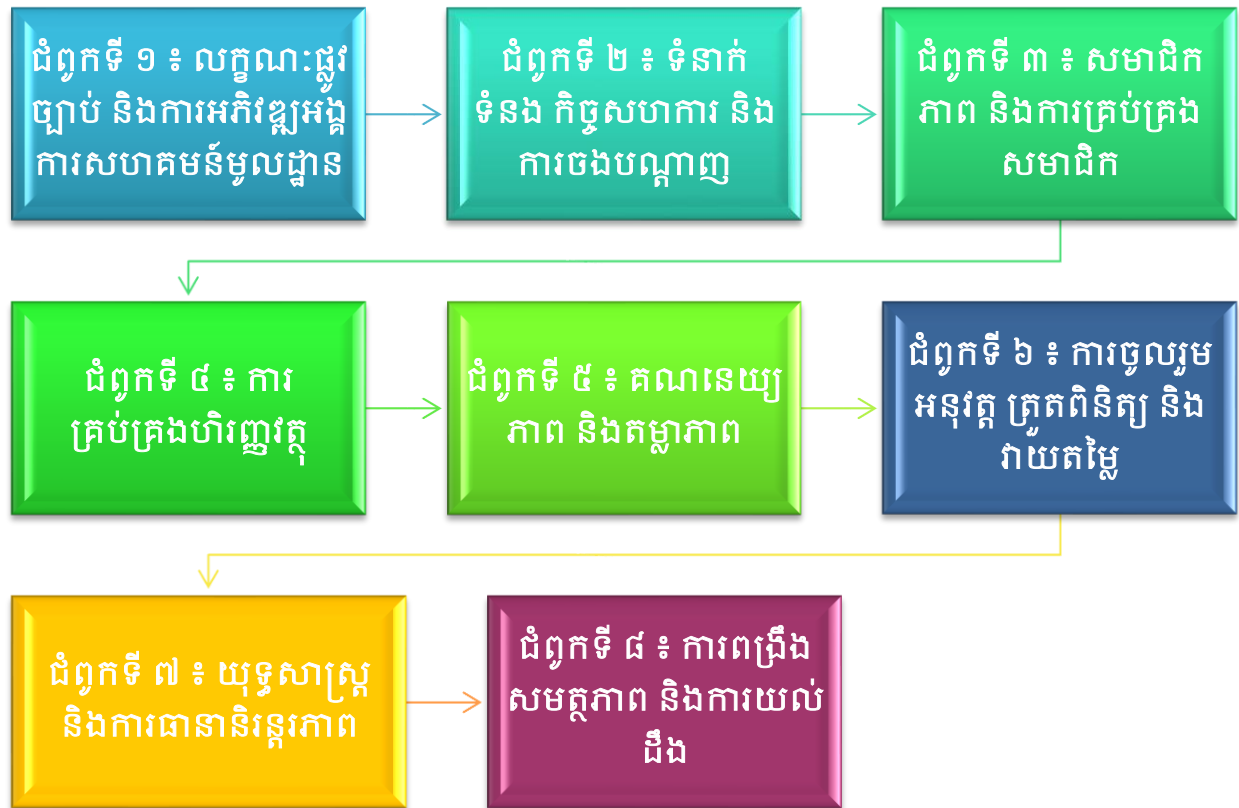 ជំពូកទី ១ ៖ លក្ខណៈផ្លូវ
ច្បាប់ និងការអភិវឌ្ឍអង្គ
ការសហគមន៍មូលដ្ឋាន
ជំពូកទី ២ ៖ ទំនាក់
ទំនង កិច្ចសហការ និង
ការចងបណ្តាញ
ជំពូកទី ៣ ៖ សមាជិក
ភាព និងការគ្រប់គ្រង
សមាជិក
ជំពូកទី ៤ ៖ ការ
គ្រប់គ្រងហិរញ្ញវត្ថុ
ជំពូកទី ៥ ៖ គណនេយ្យ
ភាព និងតម្លាភាព
ជំពូកទី ៦ ៖ ការចូលរួម
អនុវត្ត ត្រួតពិនិត្យ និង
វាយតម្លៃ
ជំពូកទី ៧ ៖ យុទ្ធសាស្ត្រ
និងការធានានិរន្តរភាព
ជំពូកទី ៨ ៖ ការពង្រឹង
សមត្ថភាព និងការយល់
ដឹង